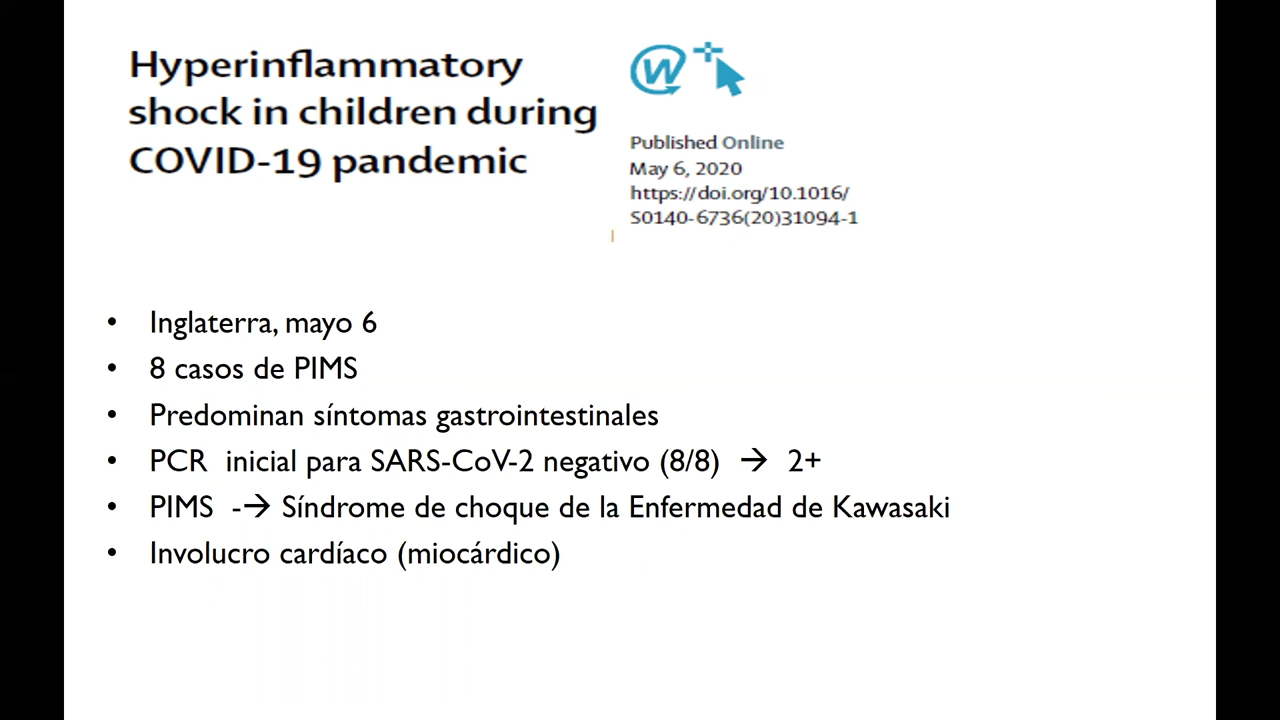 Hyperinflammatory
shock in children during
COVID-19 pandemic
W
Published Online
May 6, 2020
https://doi.org/10.1016/
S0140-6736(20)31094-1
• Inglaterra, mayo 6
• 8 casos de PIMS
• Predominan síntomas gastrointestinales
• PCR inicial para SARS-CoV-2 negativo (8/8) → 2+
• PIMS -→ Síndrome de choque de la Enfermedad de Kawasaki
• Involucro cardíaco (miocárdico)